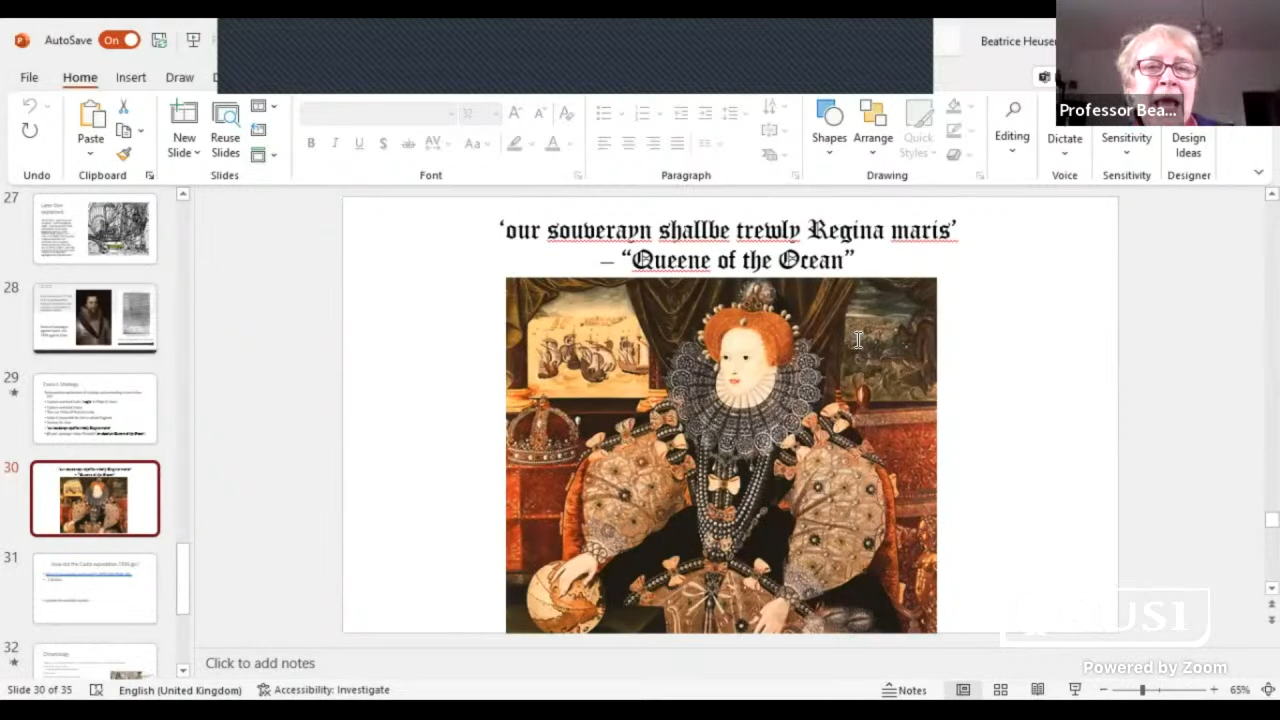 AutoSave On
Beatrice Heuser
File Home Insert Draw
Professor Bea...
Paste
New Slide
Reuse Slides
12
Shapes
Arrange
Quick Styles
Editing
Dictate
Sensitivity
Design Ideas
Undo Clipboard Slides Font Paragraph Drawing Voice Sensitivity Designer
27
28
29
30
31
32
‘our souverayn shallbe trewly Regina maris’
– “Queene of the Ocean”
Click to add notes
RUSI
Powered by Zoom
Slide 30 of 35 English (United Kingdom) Accessibility: Investigate Notes 65%